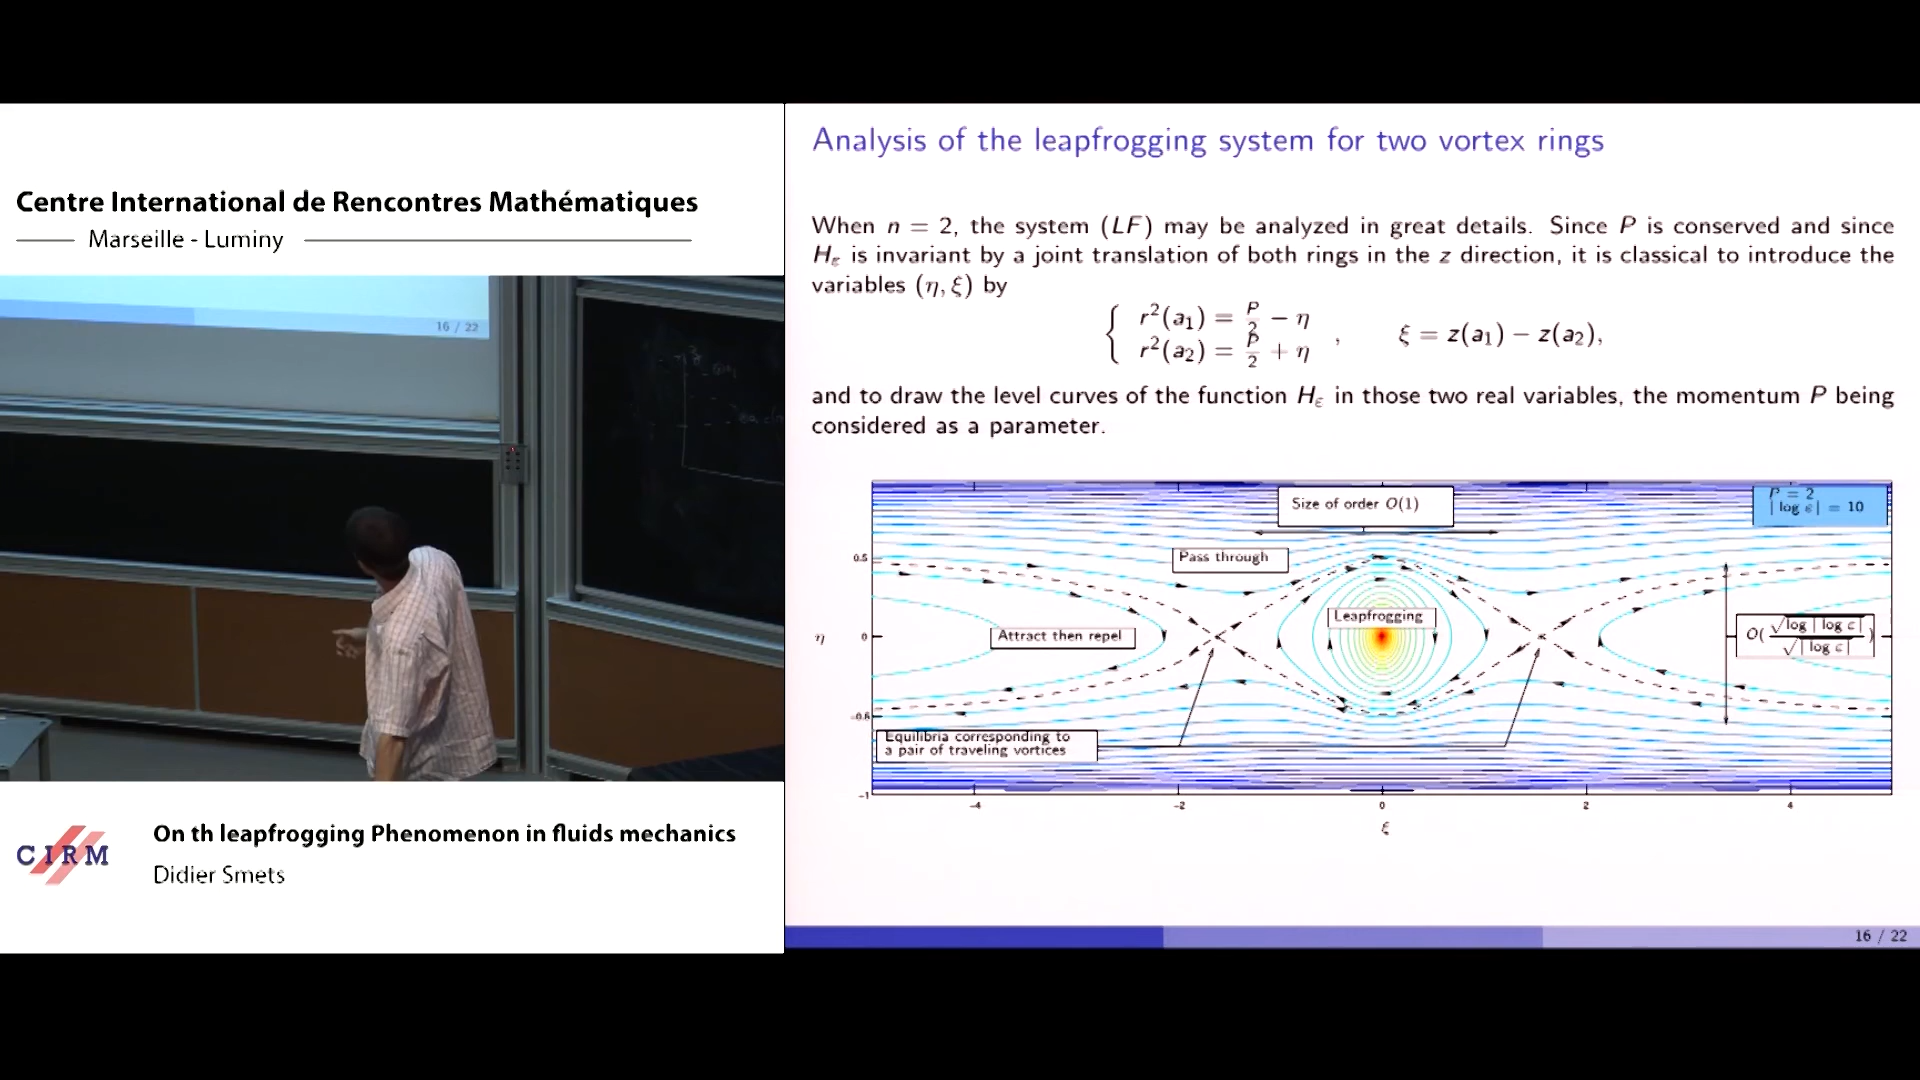 Centre International de Rencontres Mathématiques
Marseille - Luminy
16 / 22
CIRM
On th leapfrogging Phenomenon in fluids mechanics
Didier Smets
Analysis of the leapfrogging system for two vortex rings
When n = 2, the system (LF) may be analyzed in great details. Since P is conserved and since
H_ε is invariant by a joint translation of both rings in the z direction, it is classical to introduce the
variables (η, ξ) by
{ r²(a₁) = P/2 − η
r²(a₂) = P/2 + η , ξ = z(a₁) − z(a₂),
and to draw the level curves of the function H_ε in those two real variables, the momentum P being
considered as a parameter.
Size of order O(1)
P = 2
| log ε| = 10
Pass through
0.5
Leapfrogging
Attract then repel
η
0
O(√log | log ε| / √| log ε|)
Equilibria corresponding to
a pair of traveling vortices
-1
-4
-2
0
2
4
ξ
16 / 22